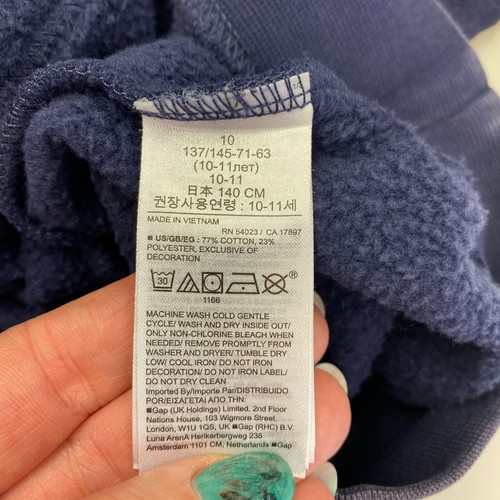 10
137/145-71-63
(10-11лет)
10-11
日本 140 CM
권장사용연령 : 10-11세
MADE IN VIETNAM
RN 54023 / CA 17897
■ US/GB/EG : 77% COTTON, 23%
POLYESTER, EXCLUSIVE OF
DECORATION
30
1166
MACHINE WASH COLD GENTLE
CYCLE/ WASH AND DRY INSIDE OUT/
ONLY NON-CHLORINE BLEACH WHEN
NEEDED/ REMOVE PROMPTLY FROM
WASHER AND DRYER/ TUMBLE DRY
LOW/ COOL IRON/ DO NOT IRON
DECORATION/ DO NOT IRON LABEL/
DO NOT DRY CLEAN
Imported By/Importé Par/DISTRIBUIDO
POR/ΕΙΣΑΓΕΤΑΙ ΑΠΟ THN:
■Gap (UK Holdings) Limited, 2nd Floor
Nations House, 103 Wigmore Street
London, W1U 1QS, UK ■Gap (RHC) B.V.
Luna ArenA Herikerbergweg 238
Amsterdam 1101 CM, Netherlands ■Gap